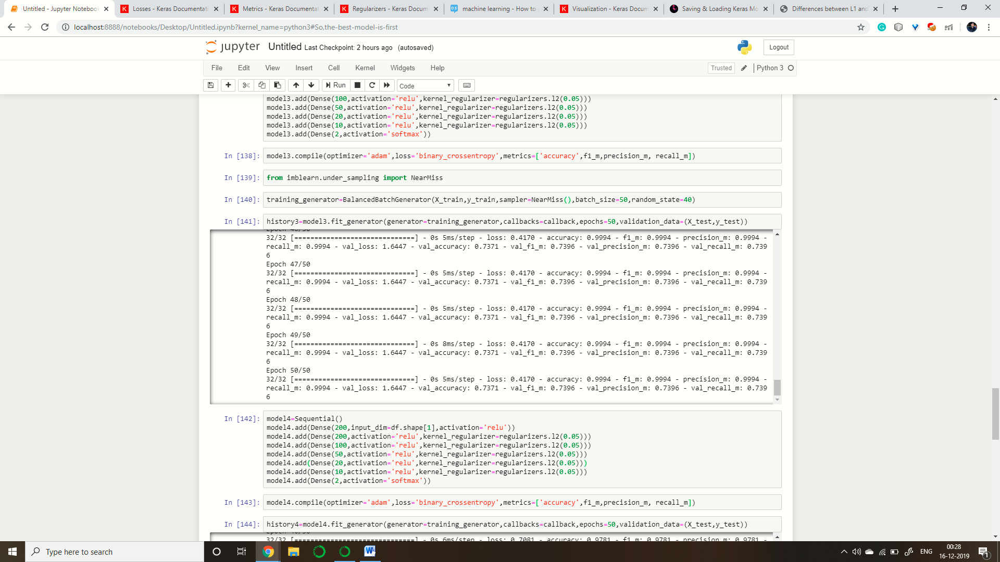 Untitled - Jupyter Notebook
Losses - Keras Documentati
Metrics - Keras Documentat
Regularizers - Keras Docum
machine learning - How to
Visualization - Keras Docum
Saving & Loading Keras Mo
Differences between L1 and
localhost:8888/notebooks/Desktop/Untitled.ipynb?kernel_name=python3#So,the-best-model-is-first
jupyter Untitled Last Checkpoint: 2 hours ago (autosaved)
Logout
File Edit View Insert Cell Kernel Widgets Help
Trusted Python 3
Run Code
model3.add(Dense(100,activation='relu',kernel_regularizer=regularizers.l2(0.05)))
model3.add(Dense(50,activation='relu',kernel_regularizer=regularizers.l2(0.05)))
model3.add(Dense(20,activation='relu',kernel_regularizer=regularizers.l2(0.05)))
model3.add(Dense(10,activation='relu',kernel_regularizer=regularizers.l2(0.05)))
model3.add(Dense(2,activation='softmax'))
In [138]: model3.compile(optimizer='adam',loss='binary_crossentropy',metrics=['accuracy',f1_m,precision_m, recall_m])
In [139]: from imblearn.under_sampling import NearMiss
In [140]: training_generator=BalancedBatchGenerator(X_train,y_train,sampler=NearMiss(),batch_size=50,random_state=40)
In [141]: history3=model3.fit_generator(generator=training_generator,callbacks=callback,epochs=50,validation_data=(X_test,y_test))
Epoch 46/50
32/32 [==============================] - 0s 5ms/step - loss: 0.4170 - accuracy: 0.9994 - f1_m: 0.9994 - precision_m: 0.9994 -
recall_m: 0.9994 - val_loss: 1.6447 - val_accuracy: 0.7371 - val_f1_m: 0.7396 - val_precision_m: 0.7396 - val_recall_m: 0.739
6
Epoch 47/50
32/32 [==============================] - 0s 5ms/step - loss: 0.4170 - accuracy: 0.9994 - f1_m: 0.9994 - precision_m: 0.9994 -
recall_m: 0.9994 - val_loss: 1.6447 - val_accuracy: 0.7371 - val_f1_m: 0.7396 - val_precision_m: 0.7396 - val_recall_m: 0.739
6
Epoch 48/50
32/32 [==============================] - 0s 5ms/step - loss: 0.4170 - accuracy: 0.9994 - f1_m: 0.9994 - precision_m: 0.9994 -
recall_m: 0.9994 - val_loss: 1.6447 - val_accuracy: 0.7371 - val_f1_m: 0.7396 - val_precision_m: 0.7396 - val_recall_m: 0.739
6
Epoch 49/50
32/32 [==============================] - 0s 8ms/step - loss: 0.4170 - accuracy: 0.9994 - f1_m: 0.9994 - precision_m: 0.9994 -
recall_m: 0.9994 - val_loss: 1.6447 - val_accuracy: 0.7371 - val_f1_m: 0.7396 - val_precision_m: 0.7396 - val_recall_m: 0.739
6
Epoch 50/50
32/32 [==============================] - 0s 5ms/step - loss: 0.4170 - accuracy: 0.9994 - f1_m: 0.9994 - precision_m: 0.9994 -
recall_m: 0.9994 - val_loss: 1.6447 - val_accuracy: 0.7371 - val_f1_m: 0.7396 - val_precision_m: 0.7396 - val_recall_m: 0.739
6
In [142]: model4=Sequential()
model4.add(Dense(200,input_dim=df.shape[1],activation='relu'))
model4.add(Dense(200,activation='relu',kernel_regularizer=regularizers.l2(0.05)))
model4.add(Dense(100,activation='relu',kernel_regularizer=regularizers.l2(0.05)))
model4.add(Dense(50,activation='relu',kernel_regularizer=regularizers.l2(0.05)))
model4.add(Dense(20,activation='relu',kernel_regularizer=regularizers.l2(0.05)))
model4.add(Dense(10,activation='relu',kernel_regularizer=regularizers.l2(0.05)))
model4.add(Dense(2,activation='softmax'))
In [143]: model4.compile(optimizer='adam',loss='binary_crossentropy',metrics=['accuracy',f1_m,precision_m, recall_m])
In [144]: history4=model4.fit_generator(generator=training_generator,callbacks=callback,epochs=50,validation_data=(X_test,y_test))
32/32 [==============================] - 0s 6ms/step - loss: 0.7081 - accuracy: 0.9781 - f1_m: 0.9781 - precision_m: 0.9781 -
Type here to search
ENG
00:28
16-12-2019
1